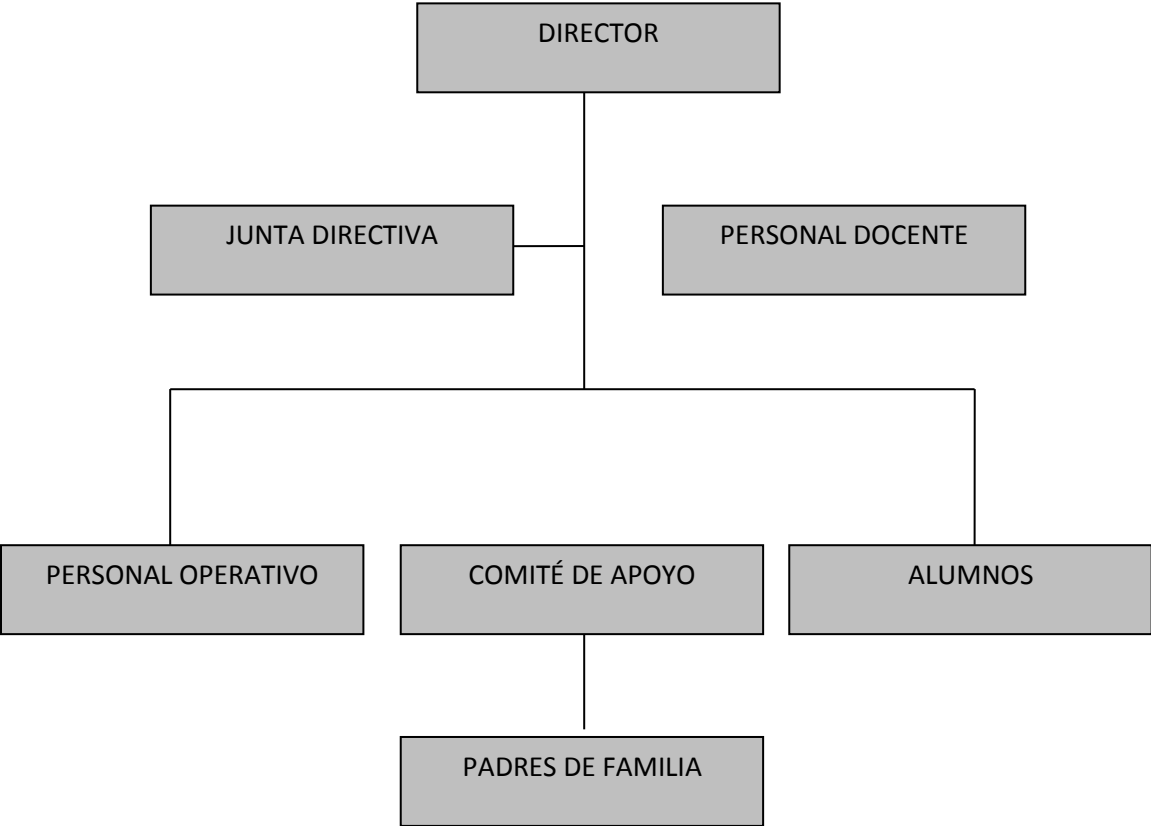 DIRECTOR
JUNTA DIRECTIVA
PERSONAL DOCENTE
PERSONAL OPERATIVO
COMITÉ DE APOYO
ALUMNOS
PADRES DE FAMILIA